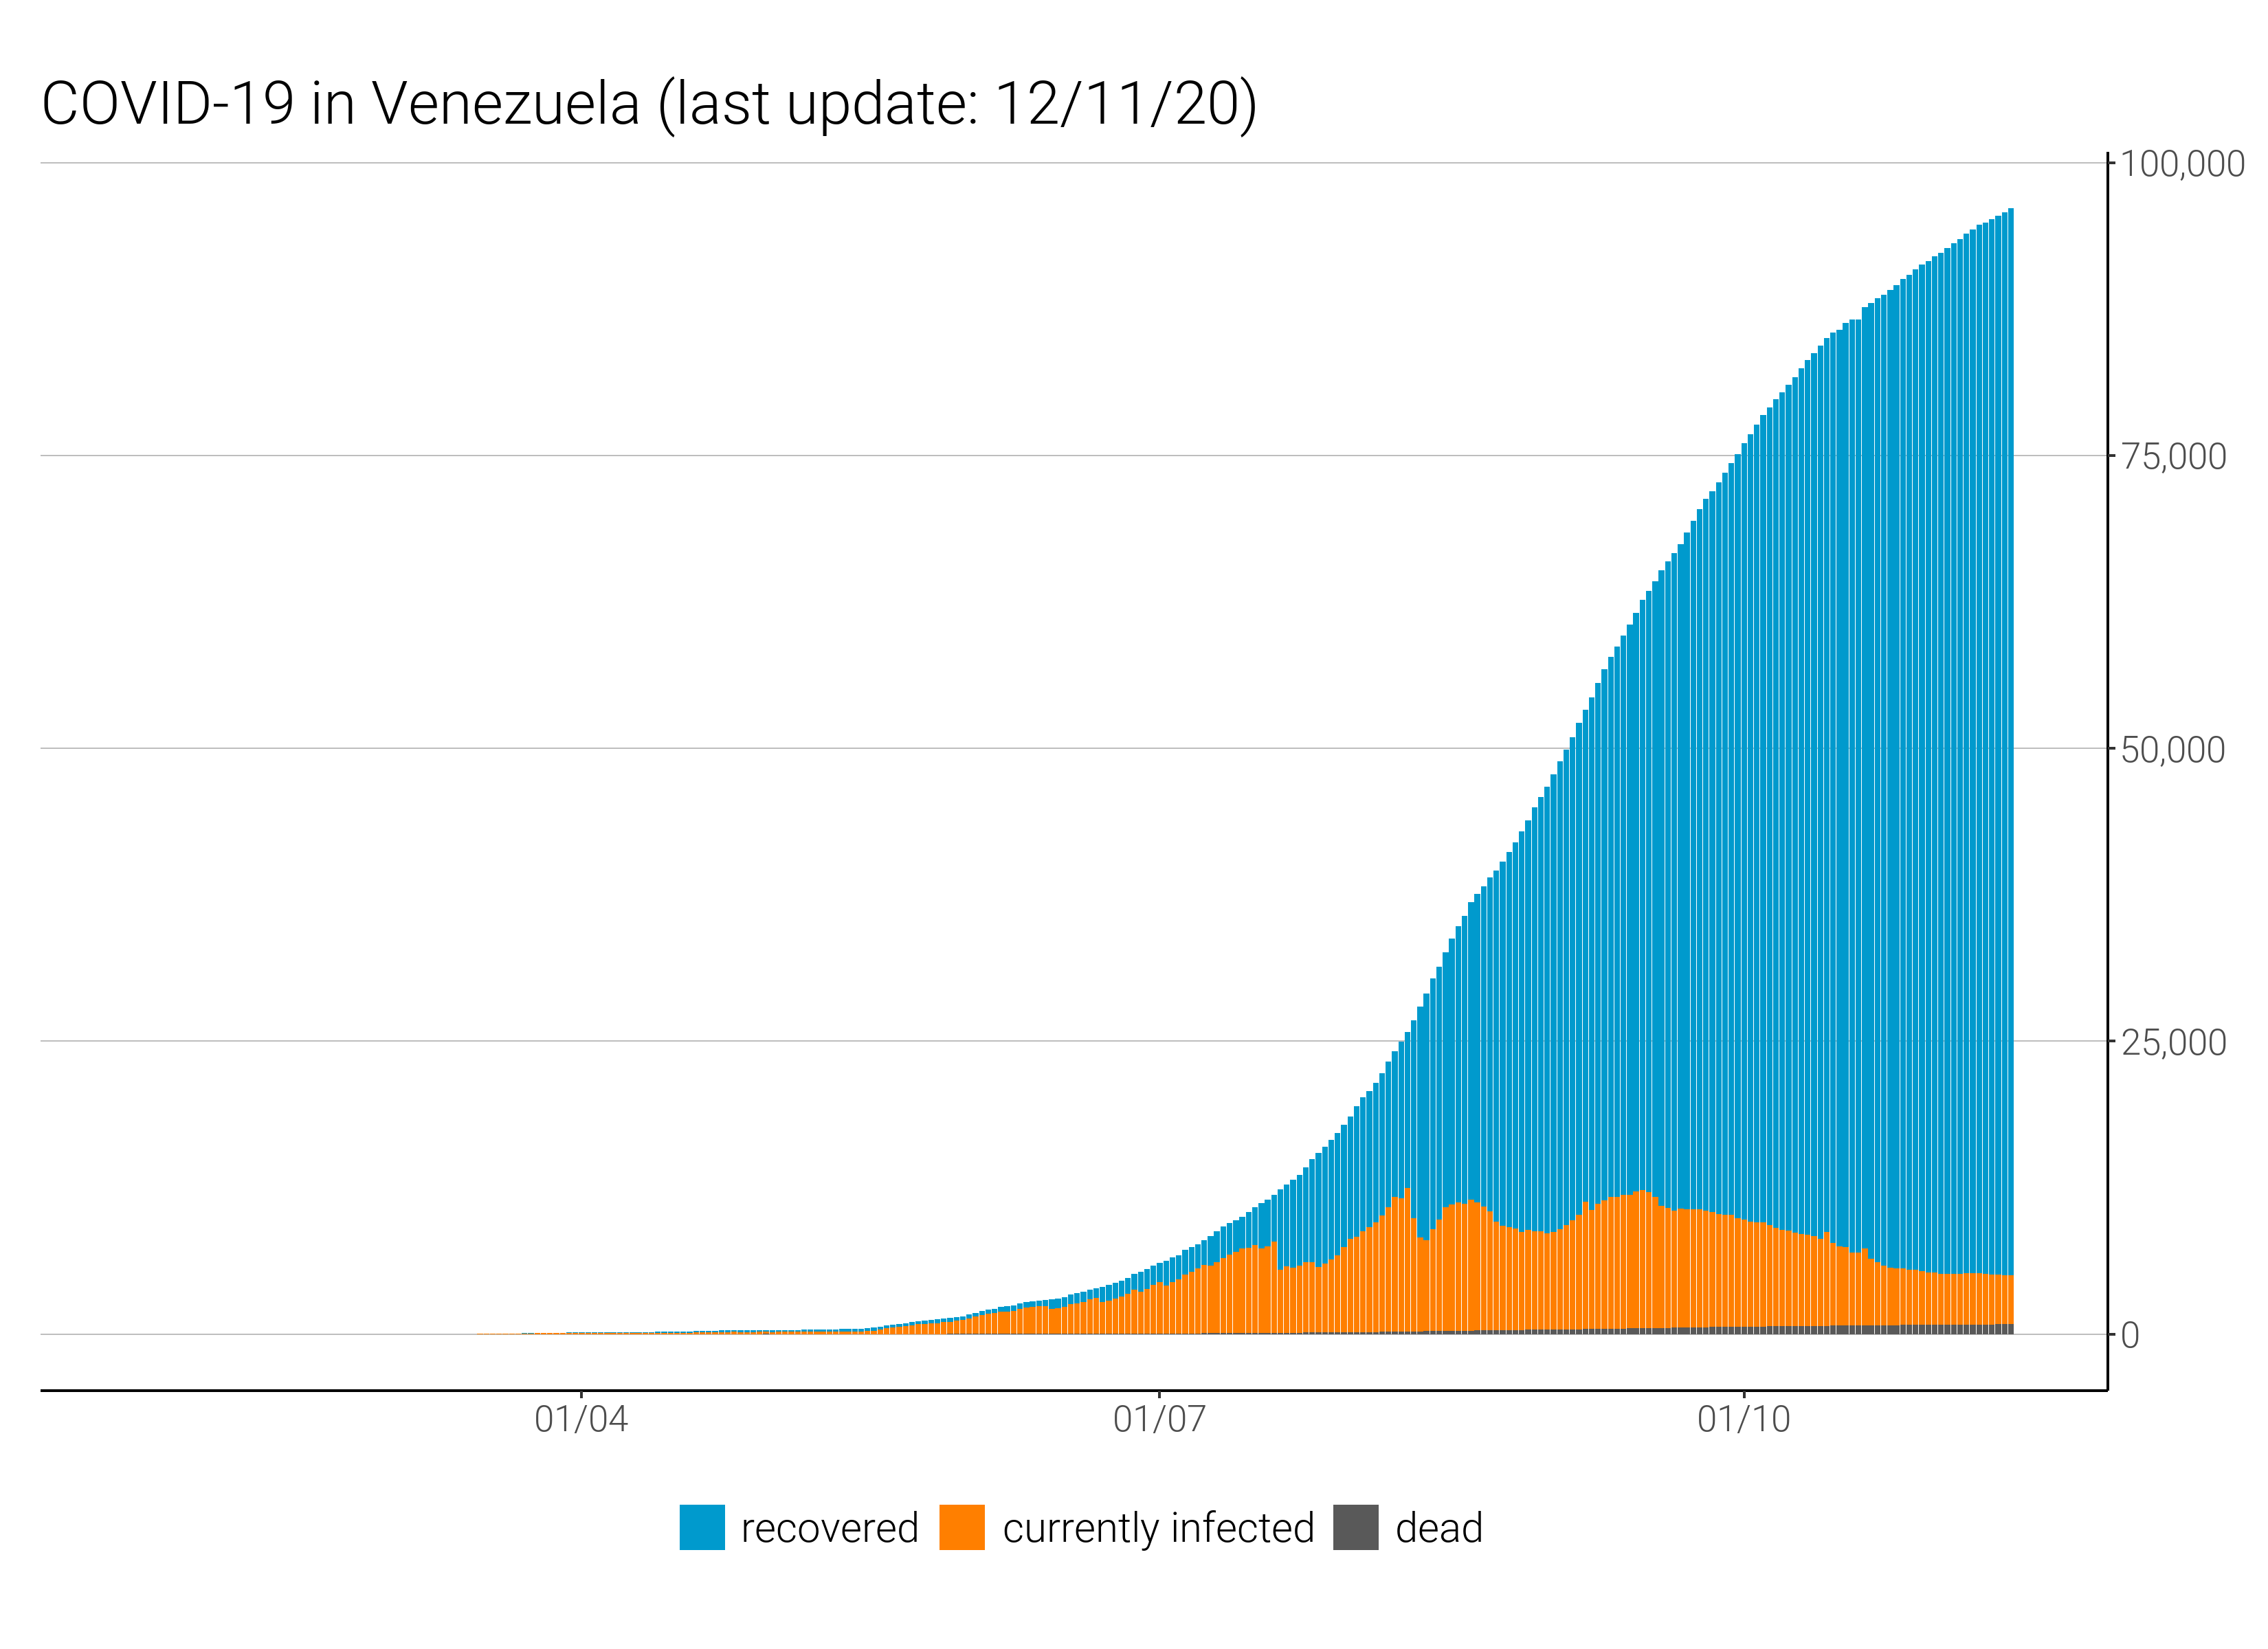 COVID-19 in Venezuela (last update: 12/11/20)
100,000
75,000
50,000
25,000
0
01/04 01/07 01/10
recovered currently infected dead